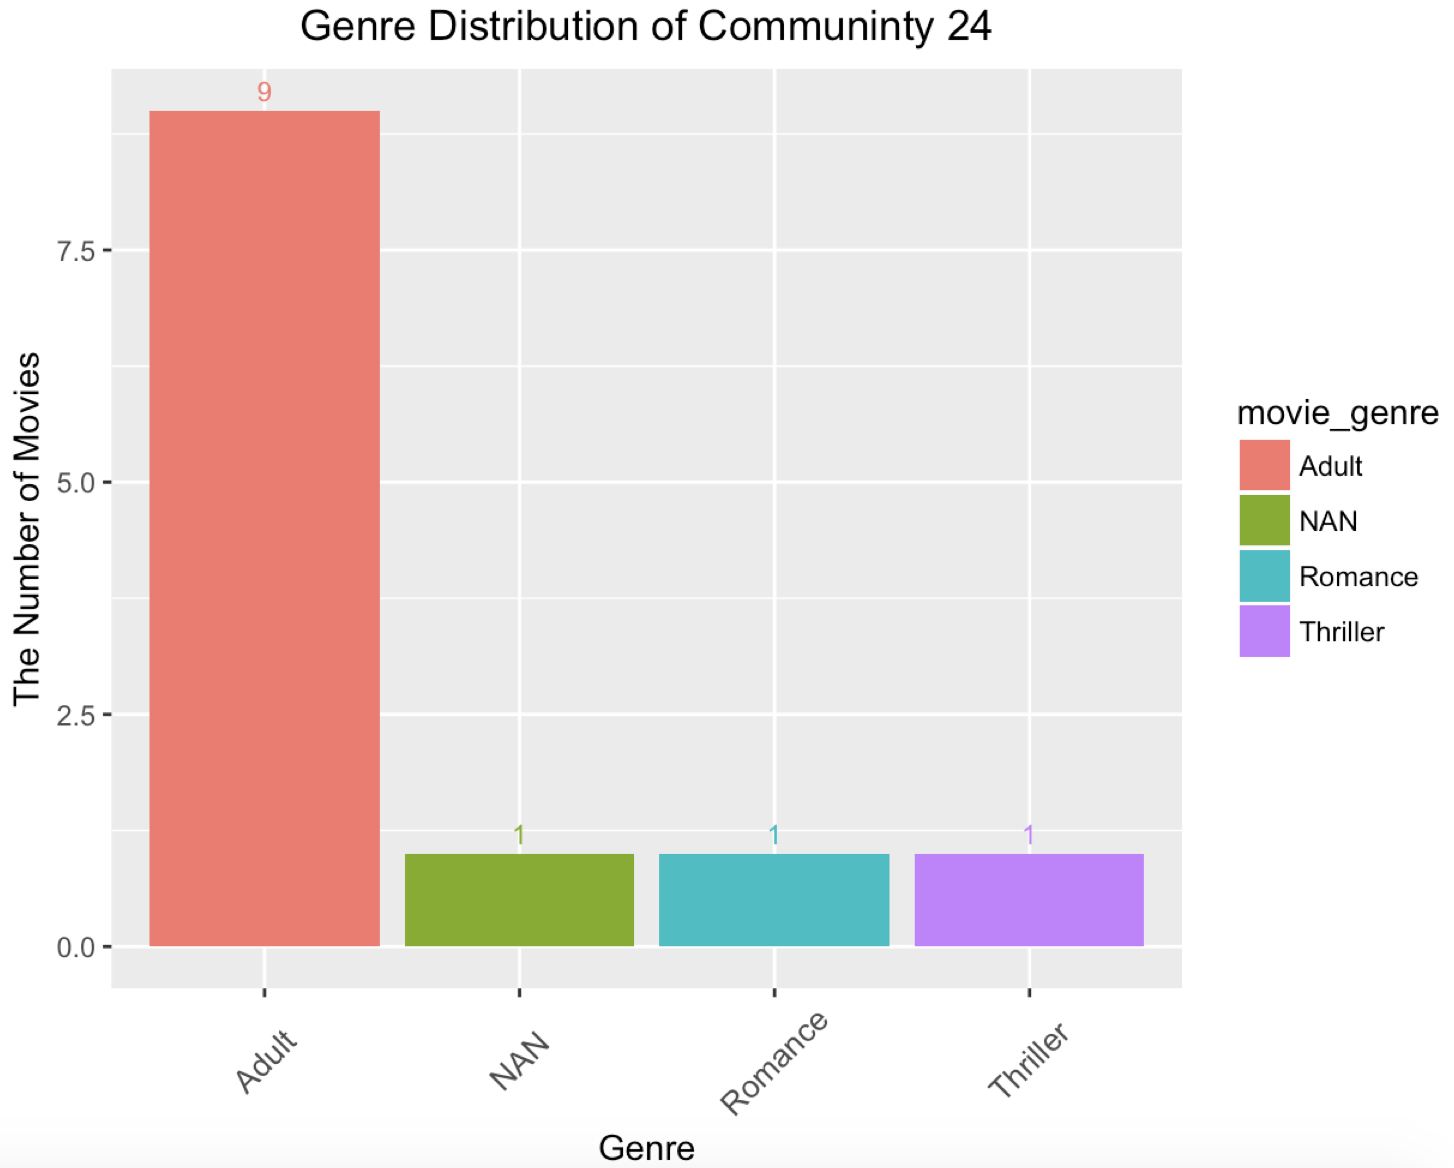 Genre Distribution of Communinty 24
9
7.5
5.0
2.5
0.0
1
1
1
The Number of Movies
Adult
NAN
Romance
Thriller
Genre
movie_genre
Adult
NAN
Romance
Thriller